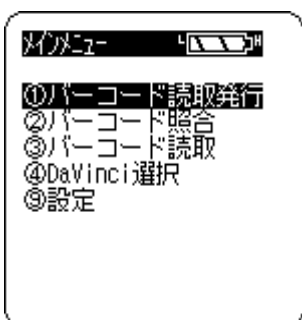 ﾒｲﾝﾒﾆｭｰ L H
①バーコード読取発行
②バーコード照合
③バーコード読取
④DaVinci選択
⑨設定